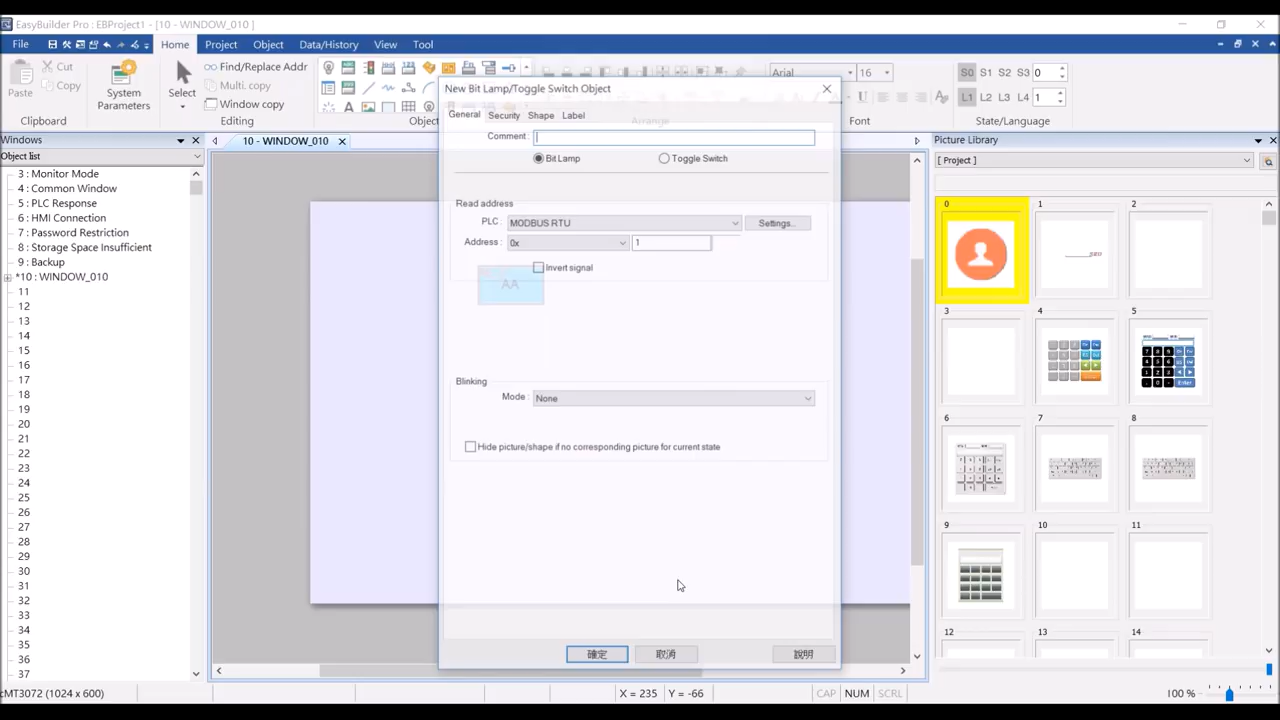 EasyBuilder Pro : EBProject1 - [10 - WINDOW_010 ]
File Home Project Object Data/History View Tool
Paste Cut Copy
Clipboard
System Parameters
Select
Find/Replace Addr
Multi. copy
Window copy
Editing
Object
Arrange
Arial 16
Font
S0 S1 S2 S3 0
L1 L2 L3 L4 1
State/Language
Windows
Object list
3 : Monitor Mode
4 : Common Window
5 : PLC Response
6 : HMI Connection
7 : Password Restriction
8 : Storage Space Insufficient
9 : Backup
*10 : WINDOW_010
11
12
13
14
15
16
17
18
19
20
21
22
23
24
25
26
27
28
29
30
31
32
33
34
35
36
37
10 - WINDOW_010
New Bit Lamp/Toggle Switch Object
General Security Shape Label
Comment :
Bit Lamp Toggle Switch
Read address
PLC : MODBUS RTU Settings...
Address : 0x 1
Invert signal
AA
Blinking
Mode : None
Hide picture/shape if no corresponding picture for current state
確定 取消 說明
Picture Library
[ Project ]
0 1 2
3 4 5
6 7 8
9 10 11
12 13 14
cMT3072 (1024 x 600) X = 235 Y = -66 CAP NUM SCRL 100 %